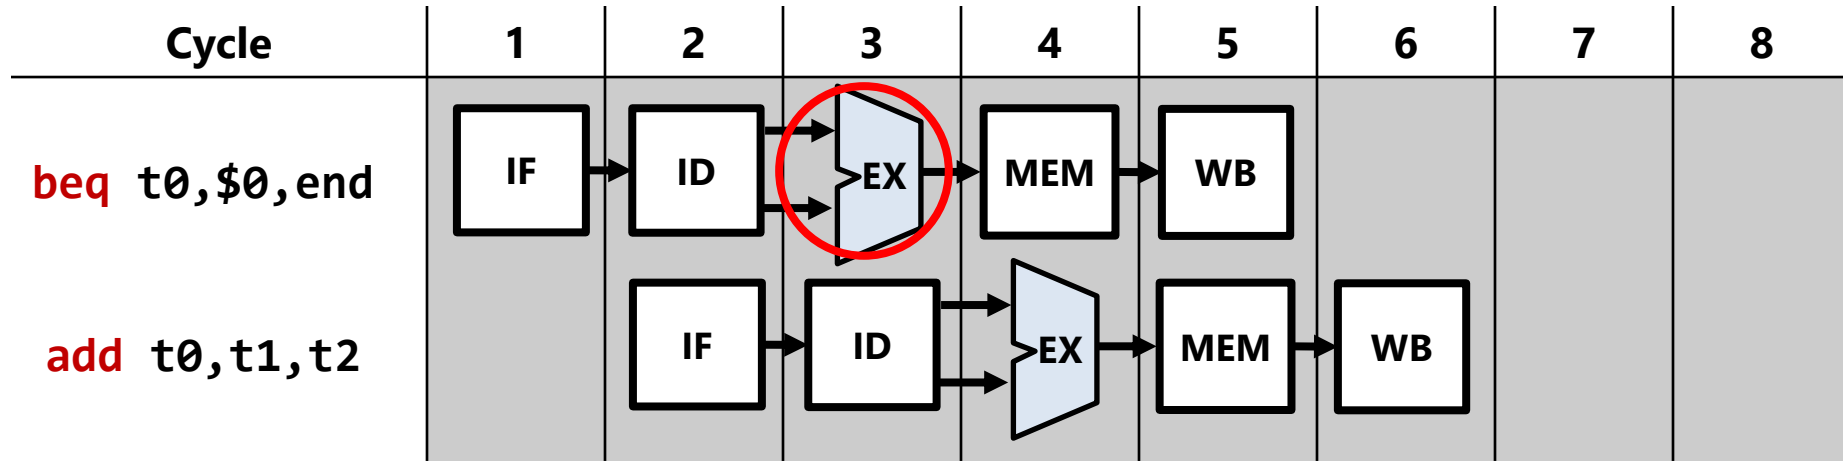 Cycle 1 2 3 4 5 6 7 8
beq t0,$0,end IF ID EX MEM WB
add t0,t1,t2 IF ID EX MEM WB